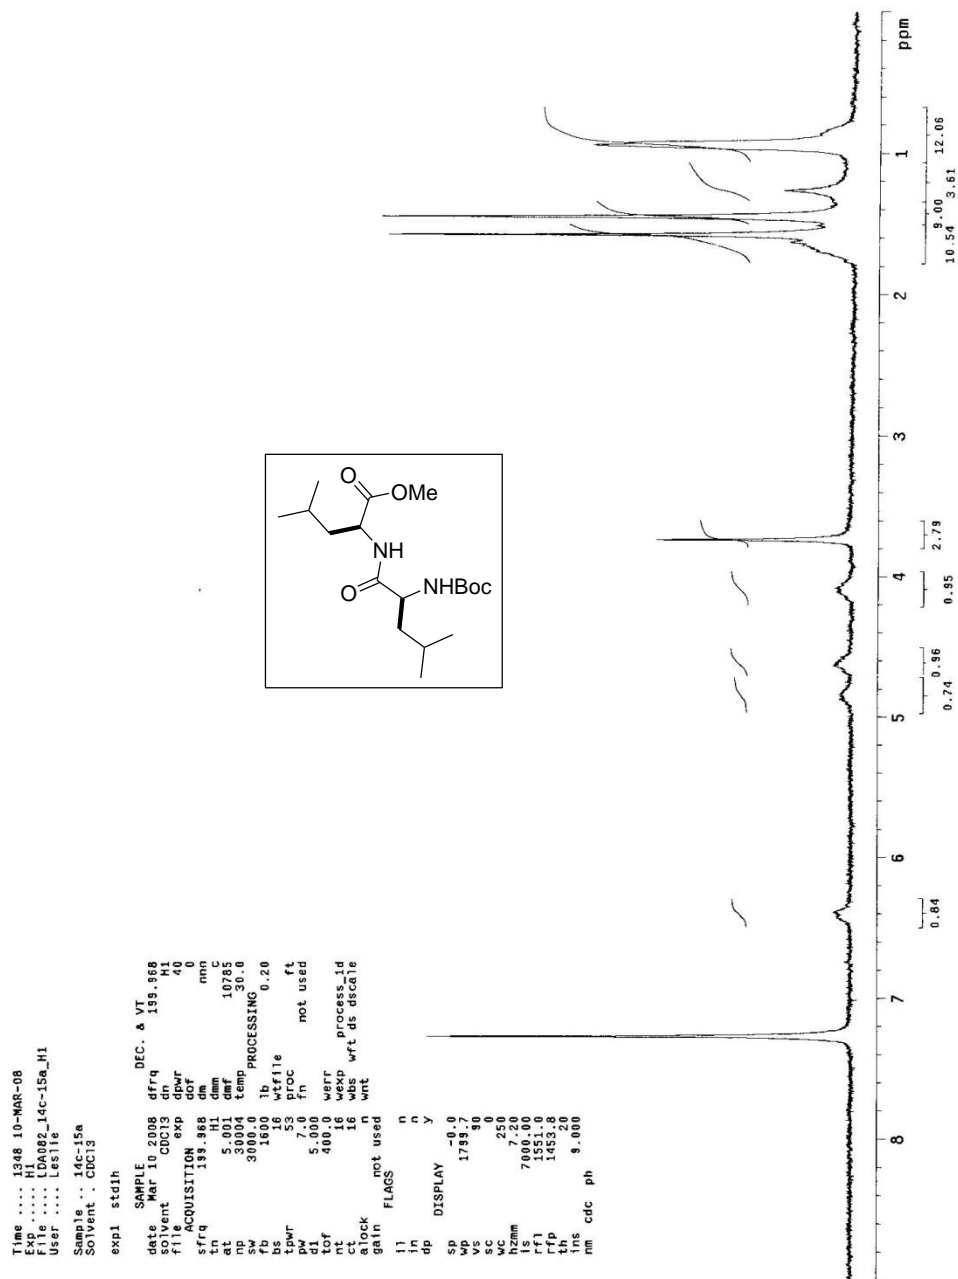 Time .... 1348 10-MAR-08
Exp ..... H1
File .... LDA082_14c-15a_H1
User .... Leslie
Sample .. 14c-15a
Solvent . CDCl3
exp1 std1h
SAMPLE
date Mar 10 2008
solvent CDCl3
file exp
ACQUISITION
sfrq 199.968
tn H1
at 5.001
np 30004
sw 3000.0
fb 1600
bs 16
tpwr 53
pw 7.0
d1 5.000
tof 400.0
nt 16
ct 16
alock n
gain not used
FLAGS
il n
in n
dp y
DISPLAY
sp -0.0
wp 1799.7
vs 90
sc 0
wc 250
hzmm 7.20
is 7000.00
rfl 1551.0
rfp 1453.8
th 20
ins 9.000
nm cdc ph
DEC. & VT
dfrq 199.968
dn H1
dpwr 40
dof 0
dm nnn
dmm c
dmf 10785
temp 30.0
PROCESSING
lb 0.20
wtfile
proc ft
fn not used
werr
wexp process_1d
wbs wft ds dscale
wnt
O
OMe
NH
O
NHBoc
8 7 6 5 4 3 2 1 ppm
0.84
0.74
0.96
0.95
2.79
10.54
9.00
3.61
12.06